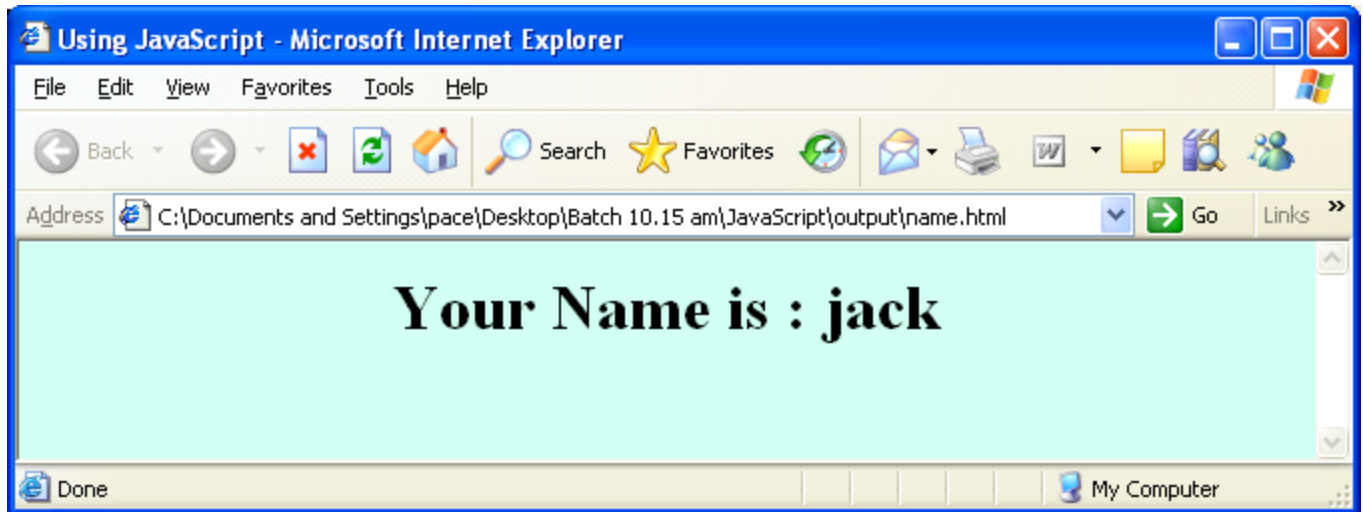 Using JavaScript - Microsoft Internet Explorer
File Edit View Favorites Tools Help
Back Search Favorites W
Address C:\Documents and Settings\pace\Desktop\Batch 10.15 am\JavaScript\output\name.html Go Links »
Your Name is : jack
Done My Computer